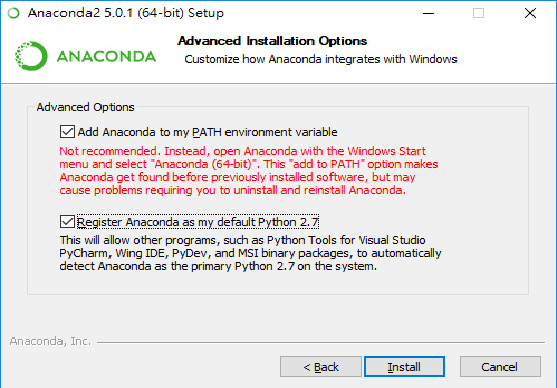 Anaconda2 5.0.1 (64-bit) Setup
ANACONDA
Advanced Installation Options
Customize how Anaconda integrates with Windows
Advanced Options
Add Anaconda to my PATH environment variable
Not recommended. Instead, open Anaconda with the Windows Start
menu and select "Anaconda (64-bit)". This "add to PATH" option makes
Anaconda get found before previously installed software, but may
cause problems requiring you to uninstall and reinstall Anaconda.
Register Anaconda as my default Python 2.7
This will allow other programs, such as Python Tools for Visual Studio
PyCharm, Wing IDE, PyDev, and MSI binary packages, to automatically
detect Anaconda as the primary Python 2.7 on the system.
Anaconda, Inc.
< Back
Install
Cancel